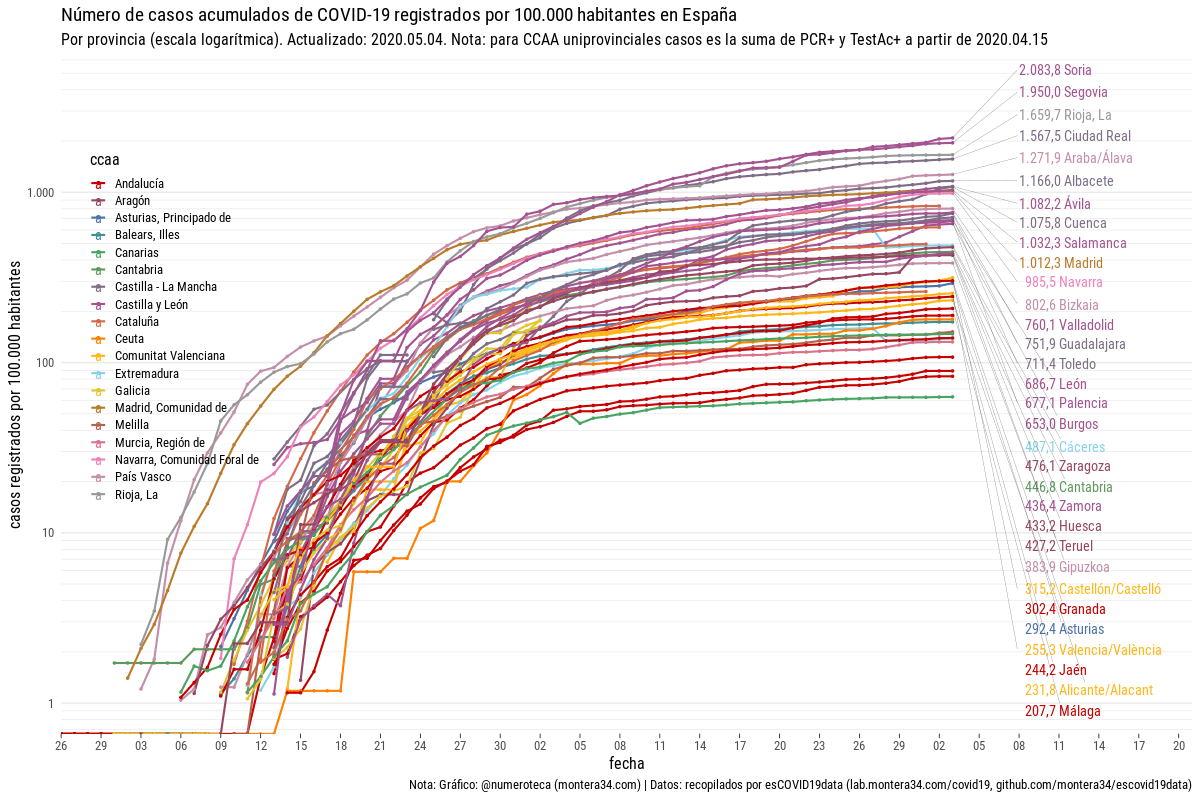 Número de casos acumulados de COVID-19 registrados por 100.000 habitantes en España
Por provincia (escala logarítmica). Actualizado: 2020.05.04. Nota: para CCAA uniprovinciales casos es la suma de PCR+ y TestAc+ a partir de 2020.04.15
casos registrados por 100.000 habitantes
1.000
100
10
1
ccaa
Andalucía
Aragón
Asturias, Principado de
Balears, Illes
Canarias
Cantabria
Castilla - La Mancha
Castilla y León
Cataluña
Ceuta
Comunitat Valenciana
Extremadura
Galicia
Madrid, Comunidad de
Melilla
Murcia, Región de
Navarra, Comunidad Foral de
País Vasco
Rioja, La
2.083,8 Soria
1.950,0 Segovia
1.659,7 Rioja, La
1.567,5 Ciudad Real
1.271,9 Araba/Álava
1.166,0 Albacete
1.082,2 Ávila
1.075,8 Cuenca
1.032,3 Salamanca
1.012,3 Madrid
985,5 Navarra
802,6 Bizkaia
760,1 Valladolid
751,9 Guadalajara
711,4 Toledo
686,7 León
677,1 Palencia
653,0 Burgos
487,1 Cáceres
476,1 Zaragoza
446,8 Cantabria
436,4 Zamora
433,2 Huesca
427,2 Teruel
383,9 Gipuzkoa
315,2 Castellón/Castelló
302,4 Granada
292,4 Asturias
255,3 Valencia/València
244,2 Jaén
231,8 Alicante/Alacant
207,7 Málaga
26 29 03 06 09 12 15 18 21 24 27 30 02 05 08 11 14 17 20 23 26 29 02 05 08 11 14 17 20
fecha
Nota: Gráfico: @numeroteca (montera34.com) | Datos: recopilados por esCOVID19data (lab.montera34.com/covid19, github.com/montera34/escovid19data)